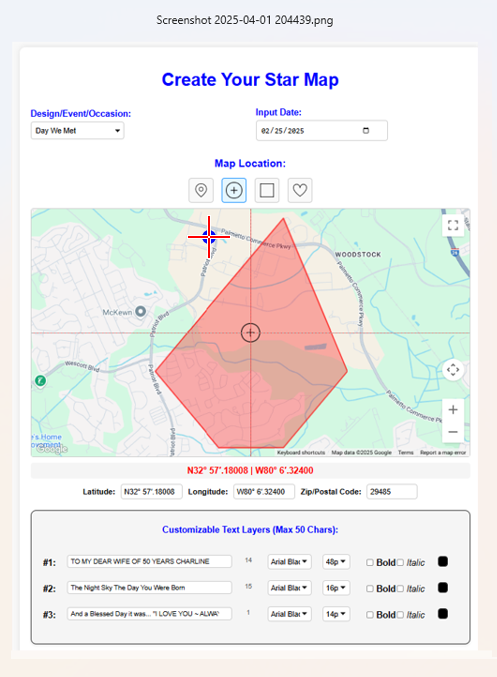 Screenshot 2025-04-01 204439.png
Create Your Star Map
Design/Event/Occasion:
Input Date:
Day We Met
02/25/2025
Map Location:
Palmetto Commerce Pkwy
WOODSTOCK
Patriot Blvd
Palmetto Commerce Pkwy
McKewn
Patriot Blvd
Wescott Blvd
Patriot Blvd
Palmetto Commerce
e's Home
Google
Keyboard shortcuts Map data ©2025 Google Terms Report a map error
N32° 57'.18008 | W80° 6'.32400
Latitude: N32° 57'.18008 Longitude: W80° 6'.32400 Zip/Postal Code: 29485
Customizable Text Layers (Max 50 Chars):
#1: TO MY DEAR WIFE OF 50 YEARS CHARLINE 14 Arial Blac 48p Bold Italic
#2: The Night Sky The Day You Were Born 15 Arial Blac 16p Bold Italic
#3: And a Blessed Day it was... "I LOVE YOU ~ ALWA 1 Arial Blac 14p Bold Italic